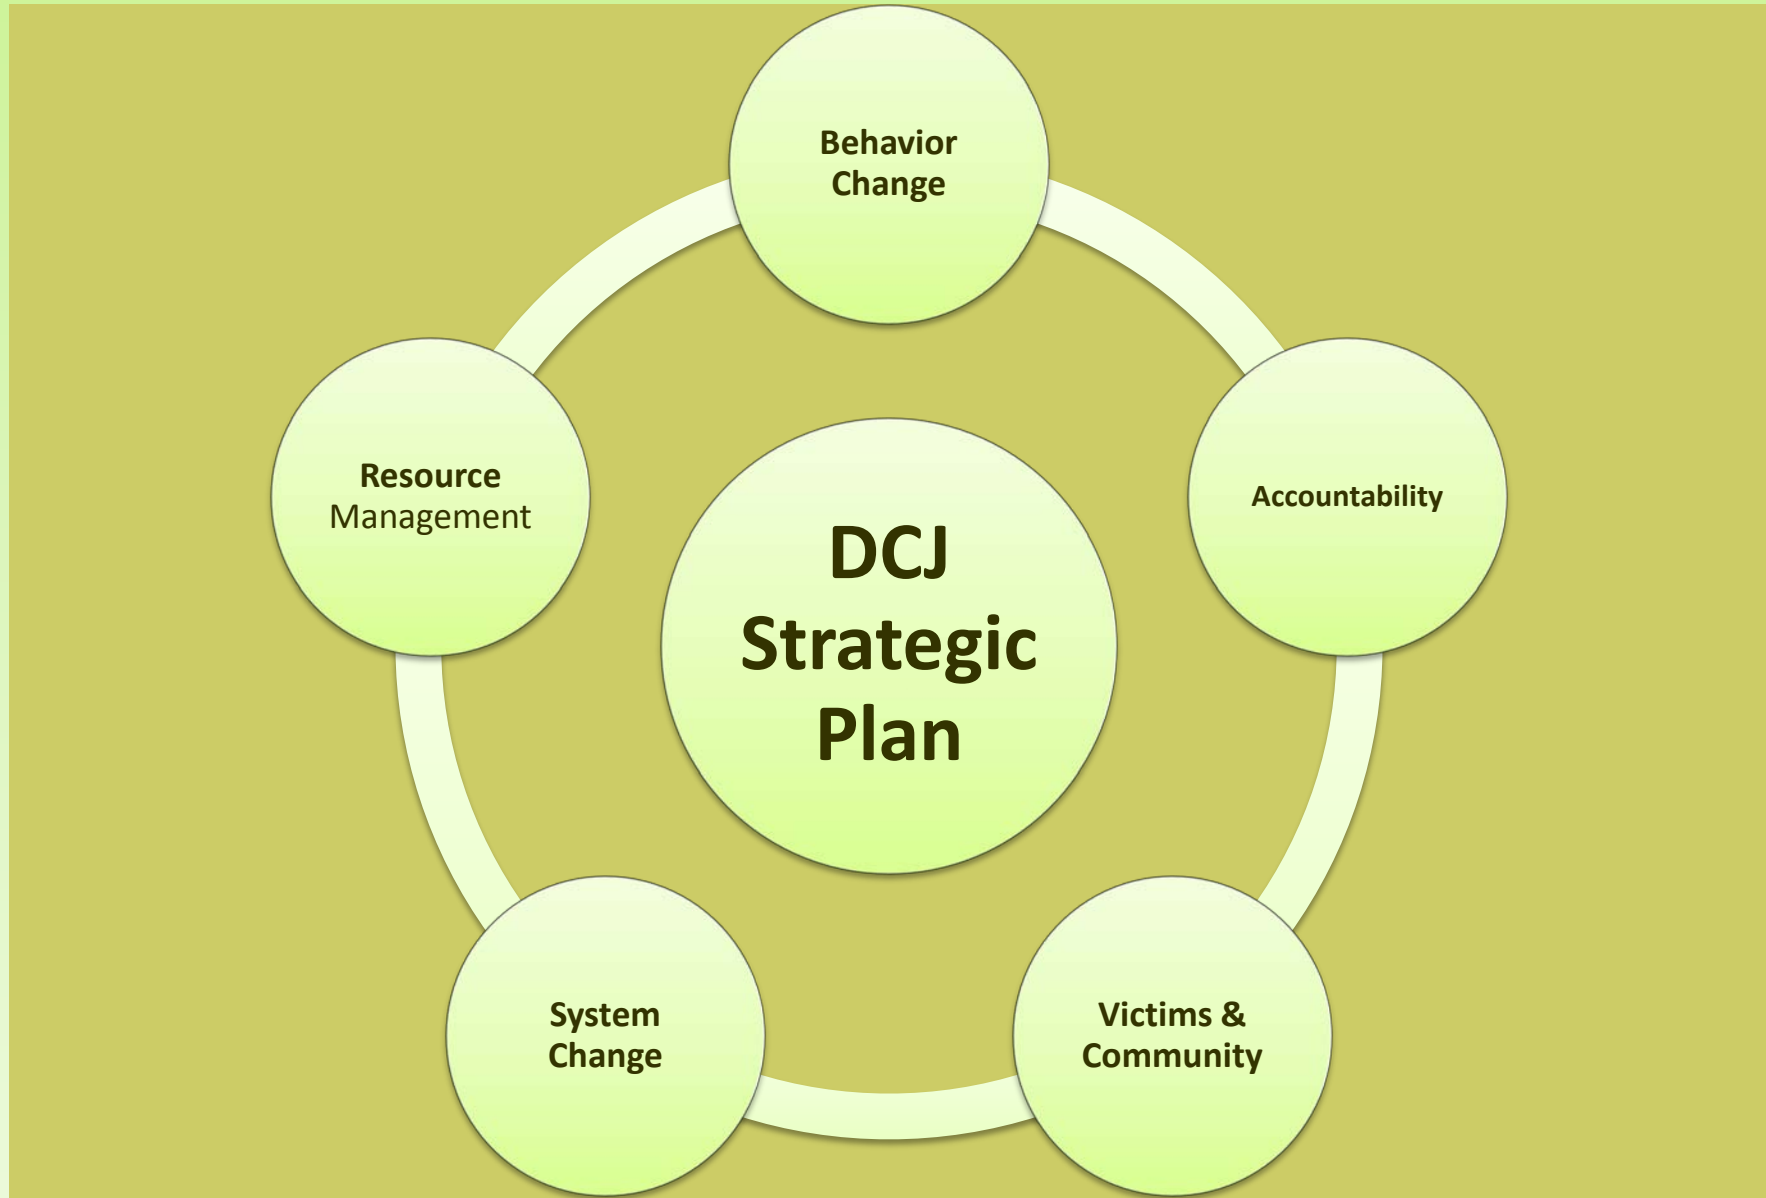 Behavior
Change
Resource
Management
Accountability
DCJ
Strategic
Plan
System
Change
Victims &
Community